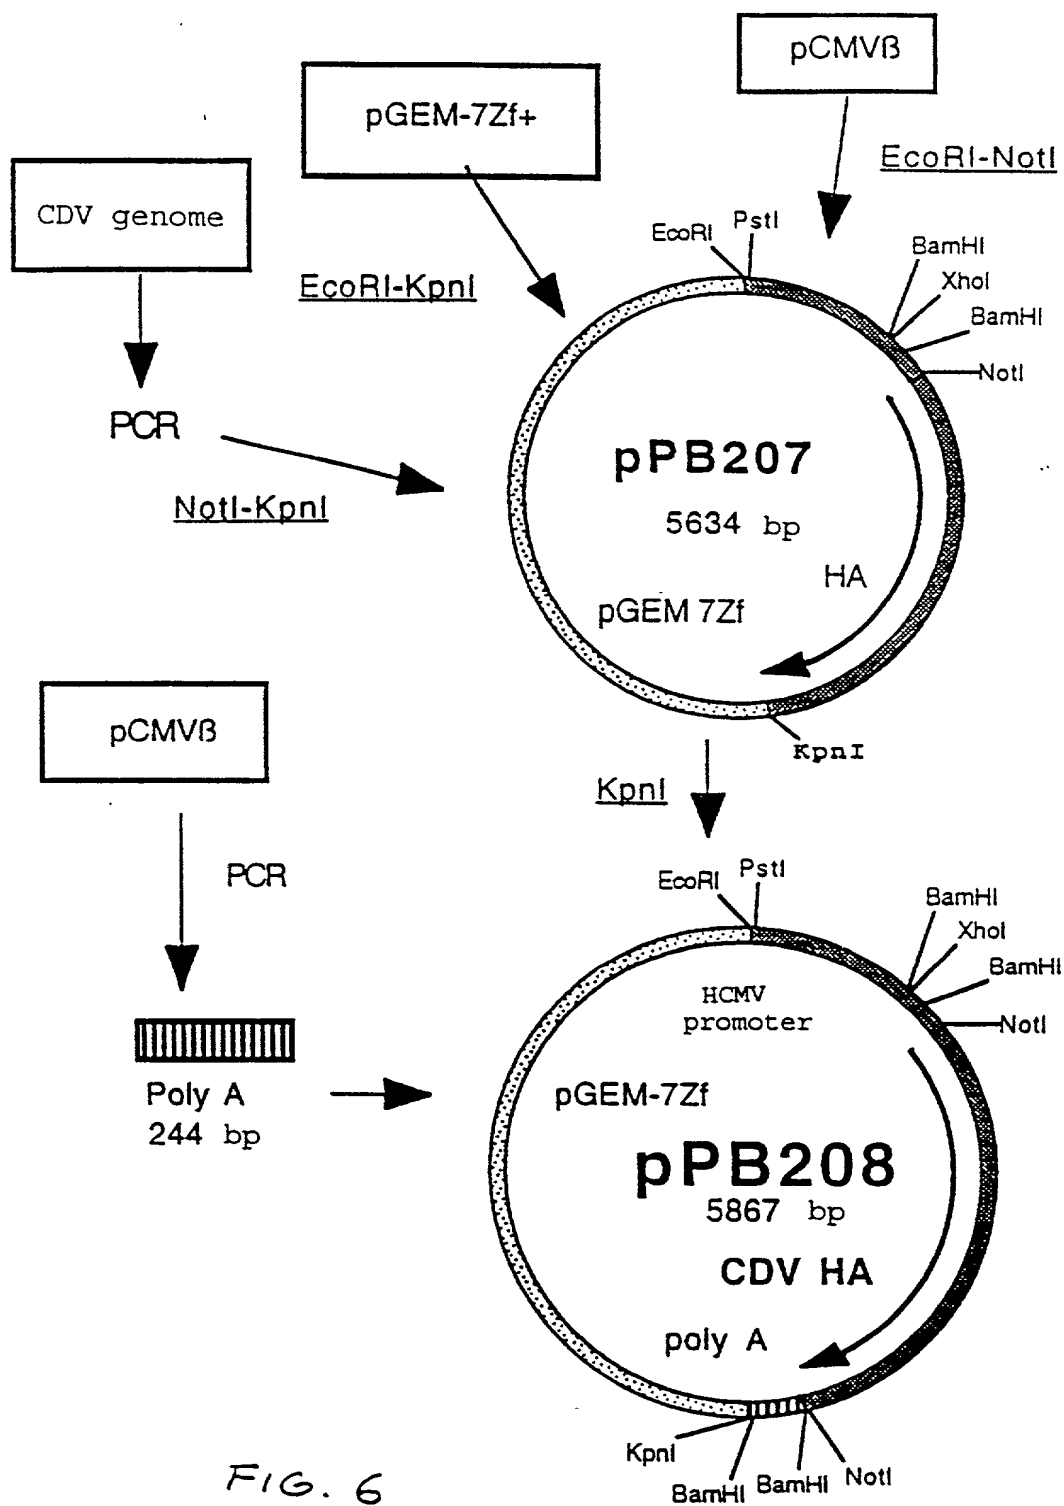 pCMVß
pGEM-7Zf+
EcoRI-NotI
CDV genome
EcoRI
PstI
BamHI
XhoI
BamHI
NotI
EcoRI-KpnI
PCR
NotI-KpnI
pPB207
5634 bp
HA
pGEM 7Zf
KpnI
pCMVß
KpnI
PCR
EcoRI
PstI
BamHI
XhoI
BamHI
NotI
HCMV
promoter
Poly A
244 bp
pGEM-7Zf
pPB208
5867 bp
CDV HA
poly A
KpnI
BamHI
BamHI
NotI
FIG. 6